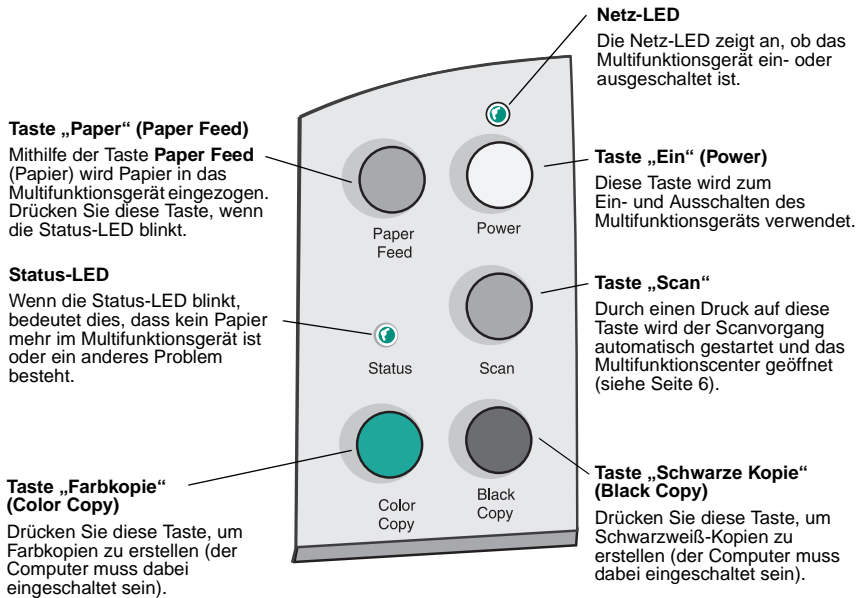 Netz-LED
Die Netz-LED zeigt an, ob das
Multifunktionsgerät ein- oder
ausgeschaltet ist.
Taste „Paper“ (Paper Feed)
Mithilfe der Taste Paper Feed
(Papier) wird Papier in das
Multifunktionsgerät eingezogen.
Drücken Sie diese Taste, wenn
die Status-LED blinkt.
Taste „Ein“ (Power)
Diese Taste wird zum
Ein- und Ausschalten des
Multifunktionsgeräts verwendet.
Paper
Feed
Power
Status-LED
Wenn die Status-LED blinkt,
bedeutet dies, dass kein Papier
mehr im Multifunktionsgerät ist
oder ein anderes Problem
besteht.
Taste „Scan“
Durch einen Druck auf diese
Taste wird der Scanvorgang
automatisch gestartet und das
Multifunktionscenter geöffnet
(siehe Seite 6).
Status
Scan
Taste „Farbkopie“
(Color Copy)
Drücken Sie diese Taste, um
Farbkopien zu erstellen (der
Computer muss dabei
eingeschaltet sein).
Color
Copy
Black
Copy
Taste „Schwarze Kopie“
(Black Copy)
Drücken Sie diese Taste, um
Schwarzweiß-Kopien zu
erstellen (der Computer muss
dabei eingeschaltet sein).